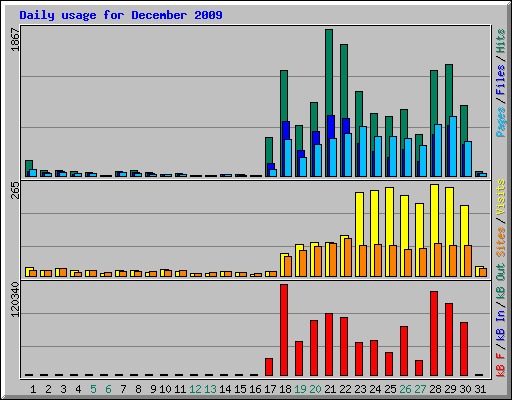 Daily usage for December 2009
1867
Pages / Files / Hits
265
Sites / Visits
120340
kB F / kB In / kB Out
1 2 3 4 5 6 7 8 9 10 11 12 13 14 15 16 17 18 19 20 21 22 23 24 25 26 27 28 29 30 31